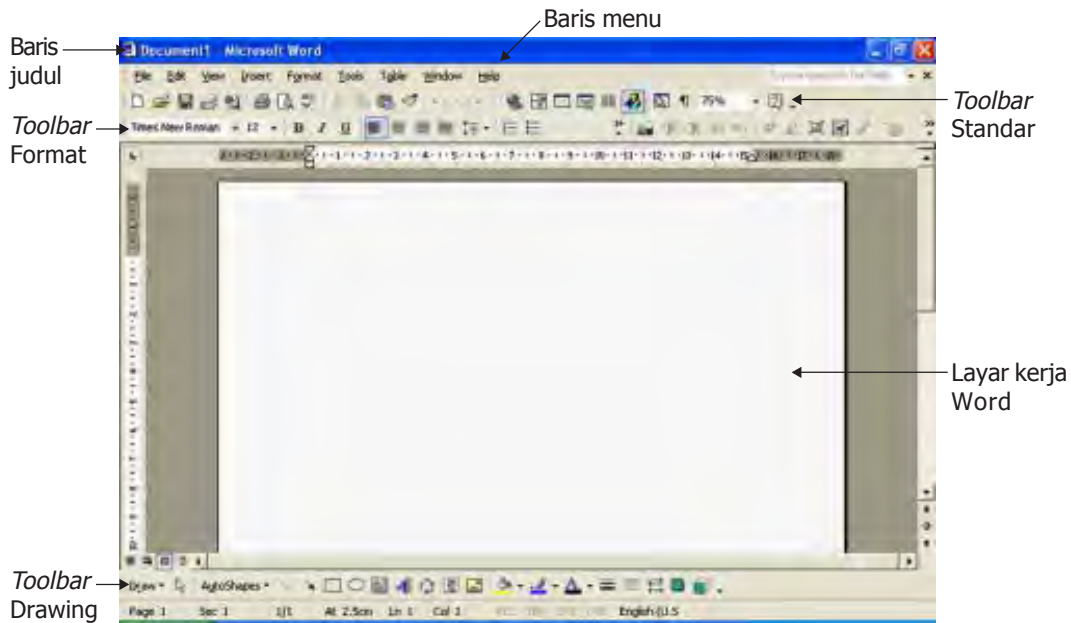 Baris menu
Baris
judul
Document1 - Microsoft Word
File Edit View Insert Format Tools Table Window Help
75%
Toolbar
Standar
Toolbar
Format
Times New Roman 12 B I U
Layar kerja
Word
Toolbar
Drawing
Draw AutoShapes
Page 1 Sec 1 1/1 At 2.5cm Ln 1 Col 1 English (U.S